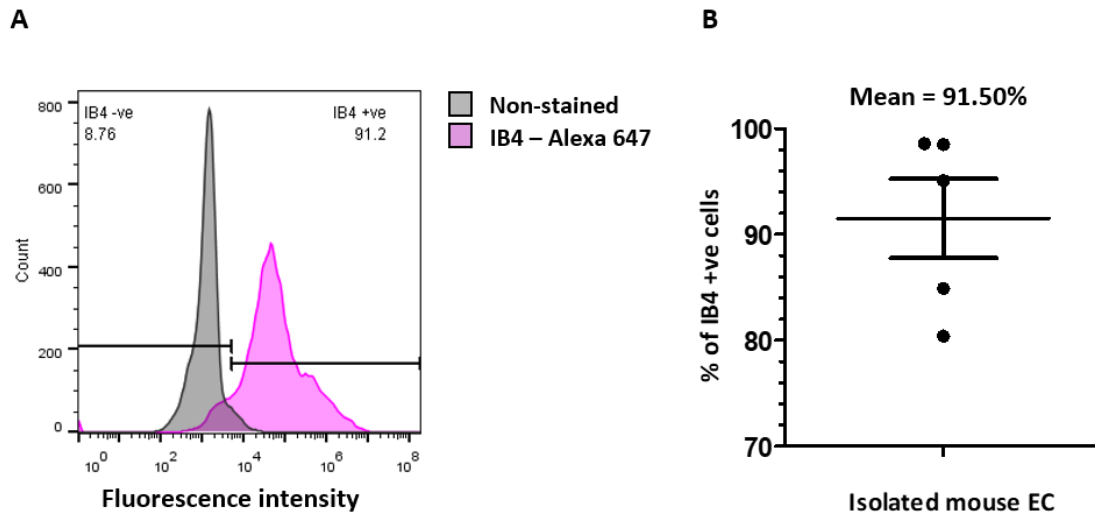 A
B
IB4 -ve
8.76
IB4 +ve
91.2
800
600
400
200
0
Count
10^0
10^2
10^4
10^6
10^8
Fluorescence intensity
Non-stained
IB4 – Alexa 647
Mean = 91.50%
100
90
80
70
% of IB4 +ve cells
Isolated mouse EC